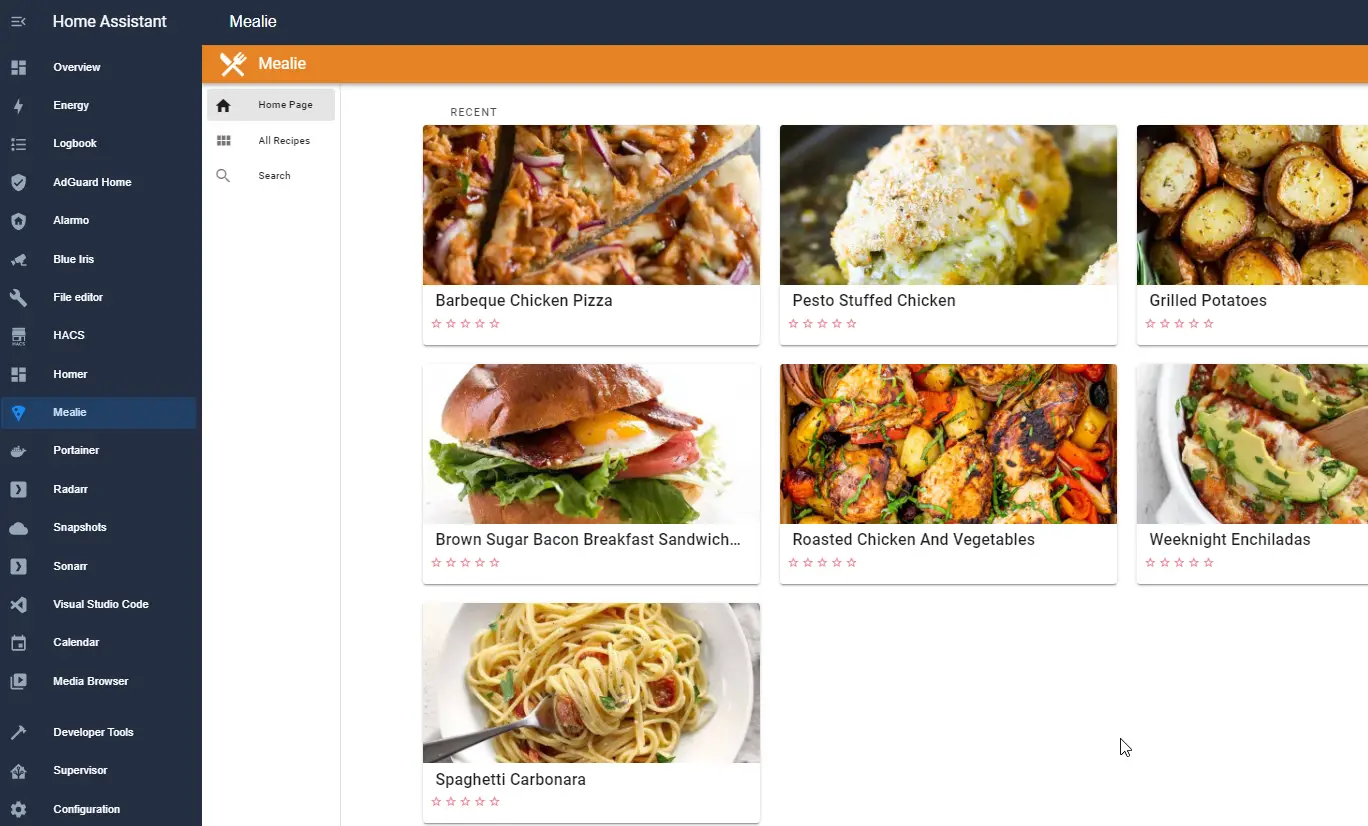 Home Assistant
Overview
Energy
Logbook
AdGuard Home
Alarmo
Blue Iris
File editor
HACS
HACS
Homer
Mealie
Portainer
Radarr
Snapshots
Sonarr
Visual Studio Code
Calendar
Media Browser
Developer Tools
Supervisor
Configuration
Mealie
Mealie
Home Page
All Recipes
Search
RECENT
Barbeque Chicken Pizza
Pesto Stuffed Chicken
Grilled Potatoes
Brown Sugar Bacon Breakfast Sandwich...
Roasted Chicken And Vegetables
Weeknight Enchiladas
Spaghetti Carbonara